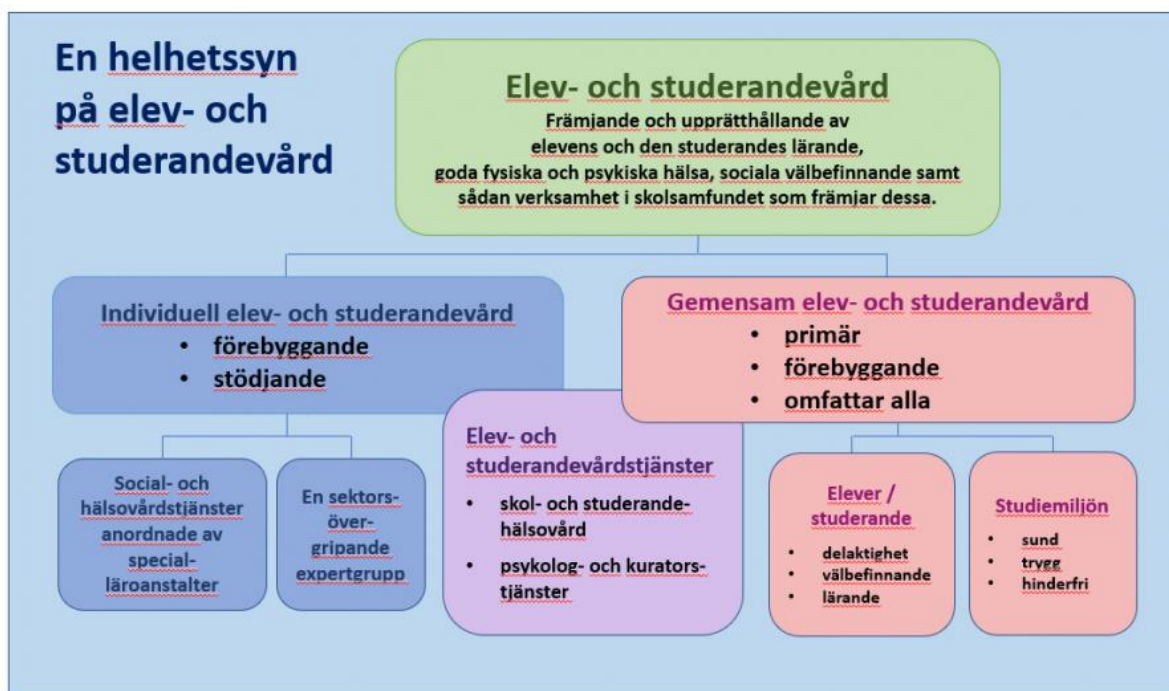 En helhetssyn
på elev- och
studerandevård
Elev- och studerandevård
Främjande och upprätthållande av
elevens och den studerandes lärande,
goda fysiska och psykiska hälsa, sociala välbefinnande samt
sådan verksamhet i skolsamfundet som främjar dessa.
Individuell elev- och studerandevård
• förebyggande
• stödjande
Gemensam elev- och studerandevård
• primär
• förebyggande
• omfattar alla
Social- och
hälsovårdstjänster
anordnade av
special-
läroanstalter
En sektors-
över-
gripande
expertgrupp
Elev- och
studerandevårdstjänster
• skol- och studerande-
hälsovård
• psykolog- och kurators-
tjänster
Elever /
studerande
• delaktighet
• välbefinnande
• lärande
Studiemiljön
• sund
• trygg
• hinderfri